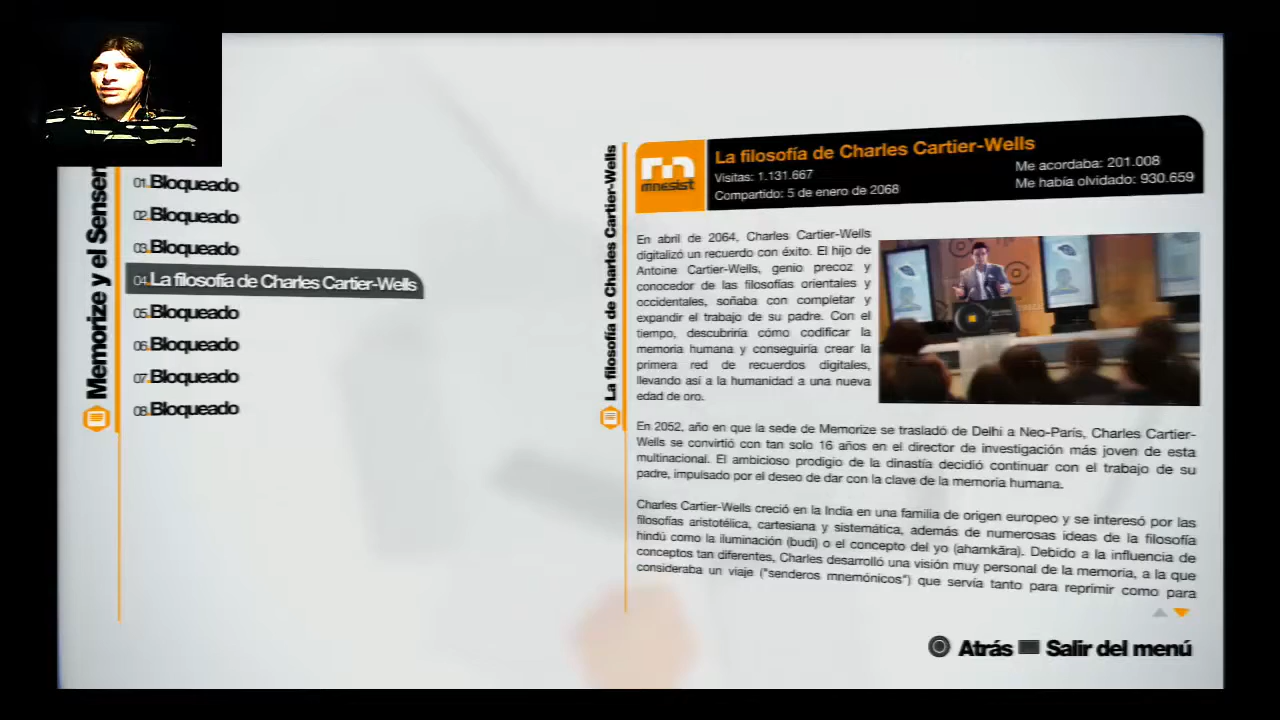 Memorize y el Sensen
01.Bloqueado
02.Bloqueado
03.Bloqueado
04.La filosofía de Charles Cartier-Wells
05.Bloqueado
06.Bloqueado
07.Bloqueado
08.Bloqueado
La filosofía de Charles Cartier-Wells
mnesist
La filosofía de Charles Cartier-Wells
Visitas: 1.131.667
Compartido: 5 de enero de 2068
Me acordaba: 201.008
Me había olvidado: 930.659
En abril de 2064, Charles Cartier-Wells
digitalizó un recuerdo con éxito. El hijo de
Antoine Cartier-Wells, genio precoz y
conocedor de las filosofías orientales y
occidentales, soñaba con completar y
expandir el trabajo de su padre. Con el
tiempo, descubriría cómo codificar la
memoria humana y conseguiría crear la
primera red de recuerdos digitales,
llevando así a la humanidad a una nueva
edad de oro.
En 2052, año en que la sede de Memorize se trasladó de Delhi a Neo-París, Charles Cartier-
Wells se convirtió con tan solo 16 años en el director de investigación más joven de esta
multinacional. El ambicioso prodigio de la dinastía decidió continuar con el trabajo de su
padre, impulsado por el deseo de dar con la clave de la memoria humana.
Charles Cartier-Wells creció en la India en una familia de origen europeo y se interesó por las
filosofías aristotélica, cartesiana y sistemática, además de numerosas ideas de la filosofía
hindú como la iluminación (budi) o el concepto del yo (ahamkāra). Debido a la influencia de
conceptos tan diferentes, Charles desarrolló una visión muy personal de la memoria, a la que
consideraba un viaje ("senderos mnemónicos") que servía tanto para reprimir como para
Atrás Salir del menú